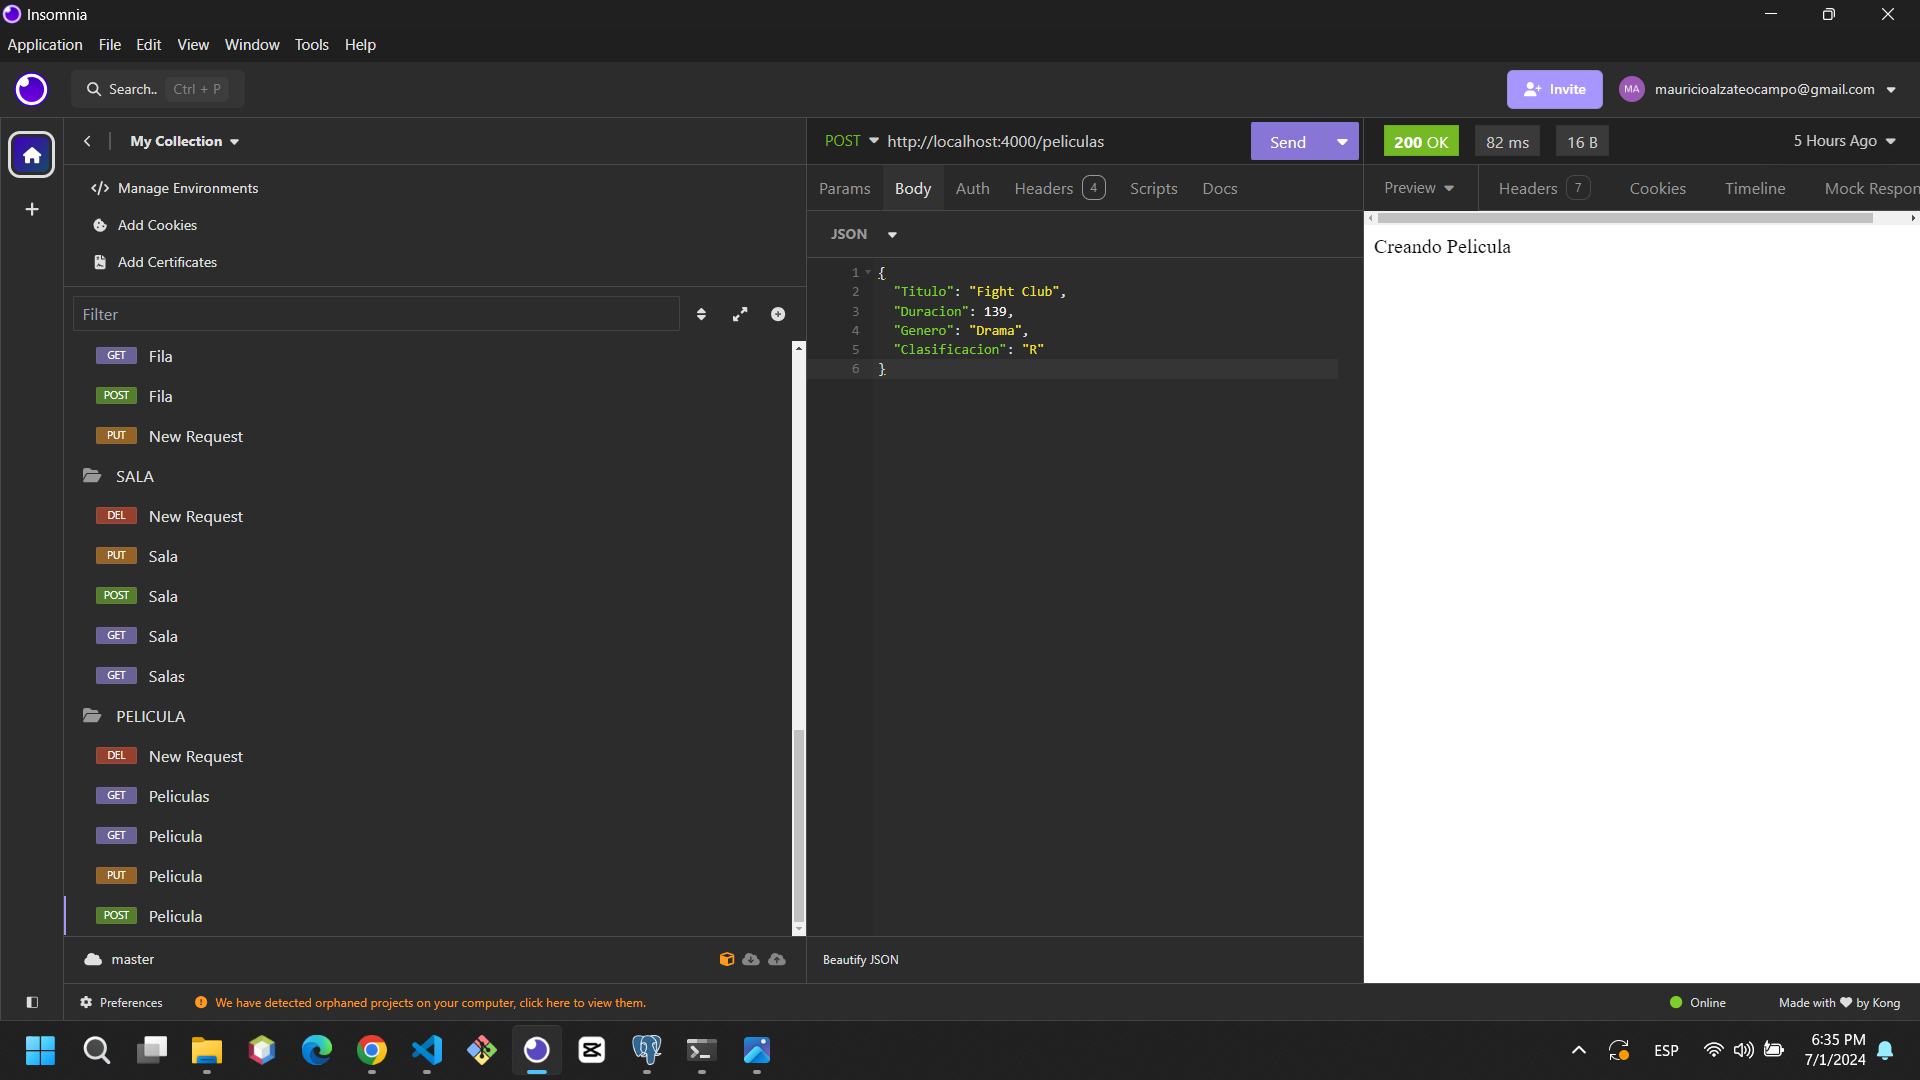 Insomnia
Application File Edit View Window Tools Help
Search.. Ctrl + P
Invite
MA mauricioalzateocampo@gmail.com
My Collection
Manage Environments
Add Cookies
Add Certificates
Filter
GET Fila
POST Fila
PUT New Request
SALA
DEL New Request
PUT Sala
POST Sala
GET Sala
GET Salas
PELICULA
DEL New Request
GET Peliculas
GET Pelicula
PUT Pelicula
POST Pelicula
master
POST http://localhost:4000/peliculas
Send
Params Body Auth Headers 4 Scripts Docs
JSON
1 {
2 "Titulo": "Fight Club",
3 "Duracion": 139,
4 "Genero": "Drama",
5 "Clasificacion": "R"
6 }
Beautify JSON
200 OK 82 ms 16 B 5 Hours Ago
Preview Headers 7 Cookies Timeline Mock Respon
Creando Pelicula
Preferences
We have detected orphaned projects on your computer, click here to view them.
Online
Made with ❤ by Kong
ESP
6:35 PM
7/1/2024